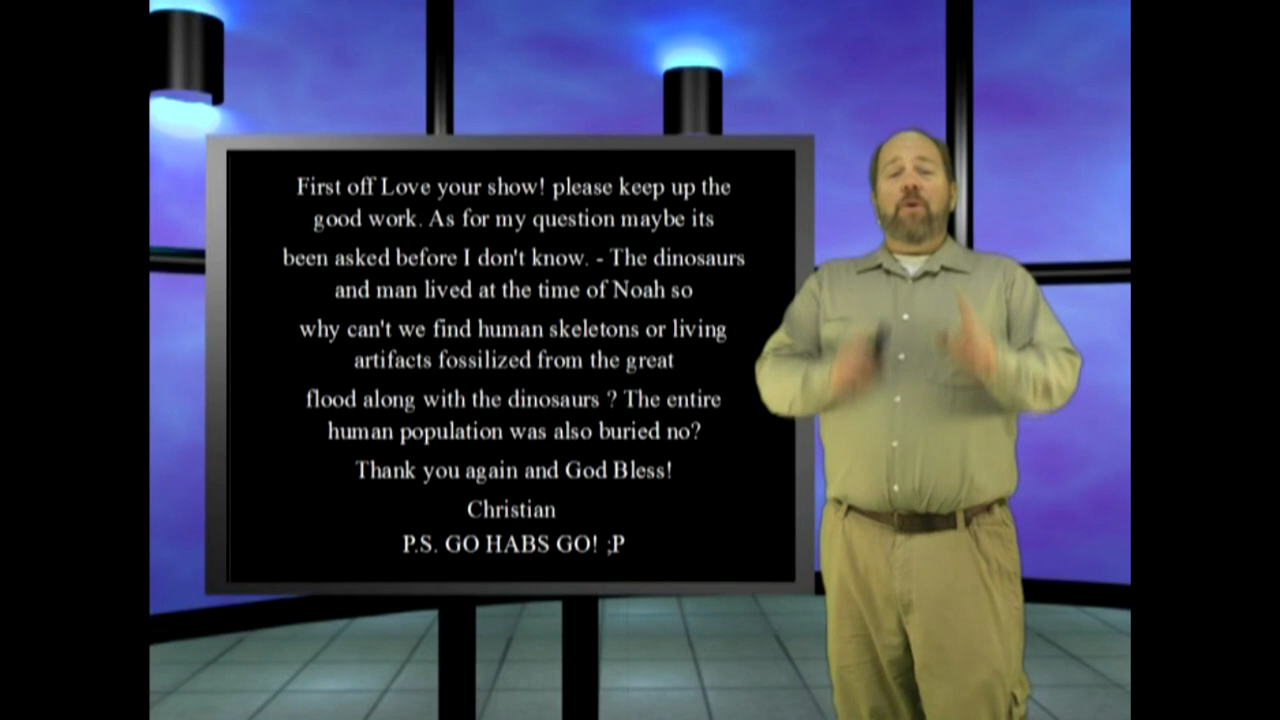 First off Love your show! please keep up the
good work. As for my question maybe its
been asked before I don't know. - The dinosaurs
and man lived at the time of Noah so
why can't we find human skeletons or living
artifacts fossilized from the great
flood along with the dinosaurs ? The entire
human population was also buried no?
Thank you again and God Bless!
Christian
P.S. GO HABS GO! ;P